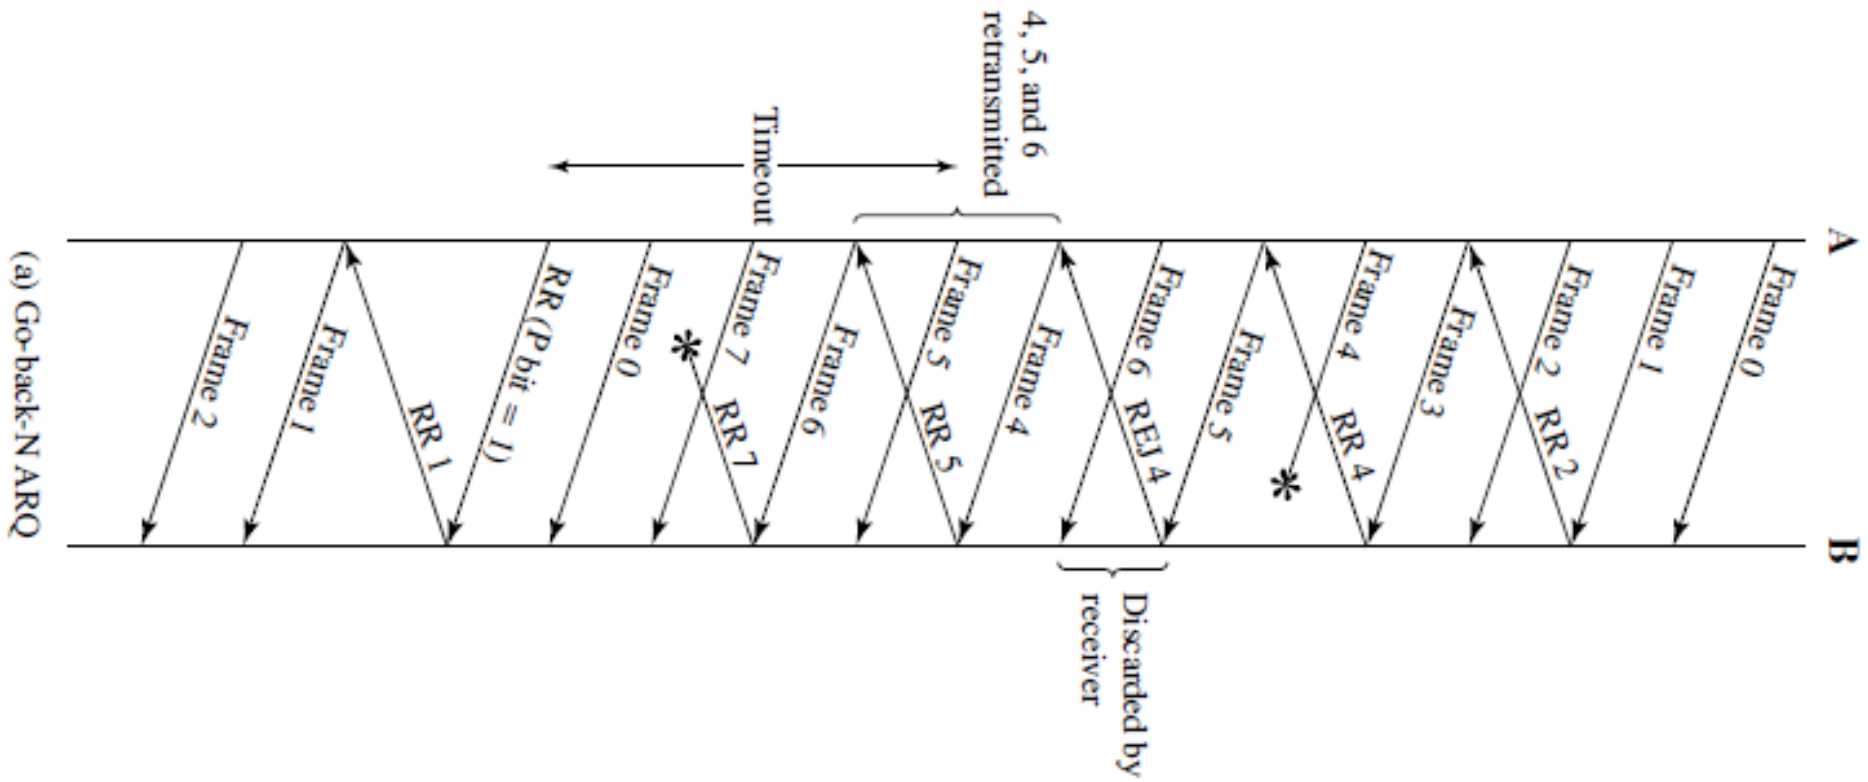 A
B
Frame 0
Frame 1
Frame 2
RR 2
Frame 3
Frame 4
RR 4
Frame 5
Discarded by
receiver
Frame 6
REJ 4
4, 5, and 6
retransmitted
Frame 4
Frame 5
RR 5
Frame 6
Timeout
Frame 7
RR 7
Frame 0
RR (P bit = 1)
RR 1
Frame 1
Frame 2
(a) Go-back-N ARQ